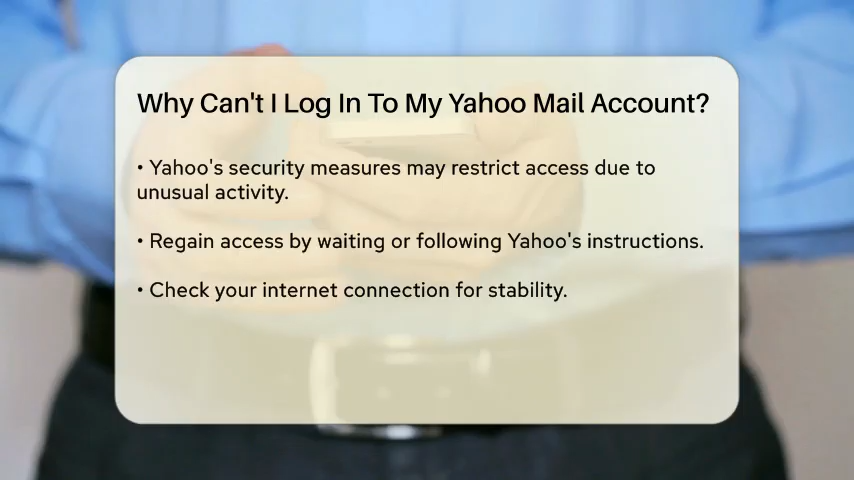 Why Can't I Log In To My Yahoo Mail Account?
• Yahoo's security measures may restrict access due to
unusual activity.
• Regain access by waiting or following Yahoo's instructions.
• Check your internet connection for stability.